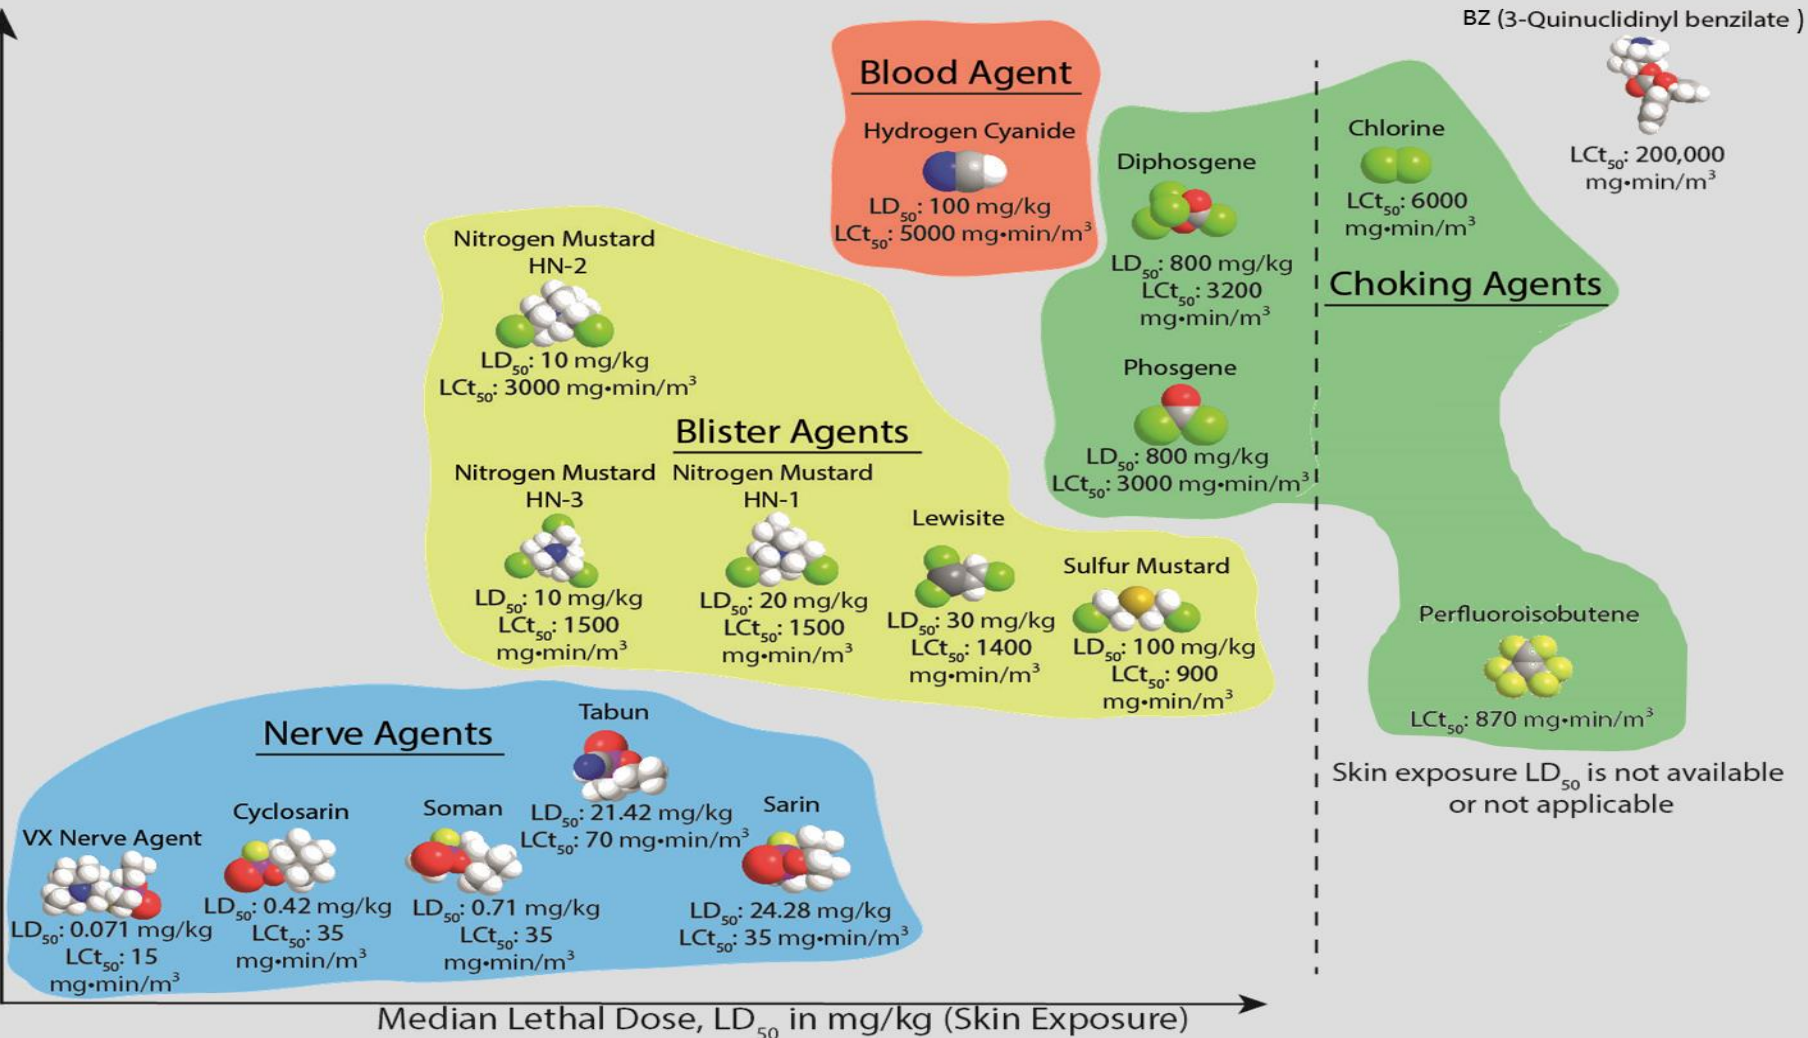 BZ (3-Quinuclidinyl benzilate )
LCt50: 200,000
mg•min/m³
Blood Agent
Hydrogen Cyanide
LD50: 100 mg/kg
LCt50: 5000 mg•min/m³
Diphosgene
LD50: 800 mg/kg
LCt50: 3200
mg•min/m³
Phosgene
LD50: 800 mg/kg
LCt50: 3000 mg•min/m³
Chlorine
LCt50: 6000
mg•min/m³
Choking Agents
Perfluoroisobutene
LCt50: 870 mg•min/m³
Skin exposure LD50 is not available
or not applicable
Nitrogen Mustard
HN-2
LD50: 10 mg/kg
LCt50: 3000 mg•min/m³
Blister Agents
Nitrogen Mustard
HN-3
LD50: 10 mg/kg
LCt50: 1500
mg•min/m³
Nitrogen Mustard
HN-1
LD50: 20 mg/kg
LCt50: 1500
mg•min/m³
Lewisite
LD50: 30 mg/kg
LCt50: 1400
mg•min/m³
Sulfur Mustard
LD50: 100 mg/kg
LCt50: 900
mg•min/m³
Nerve Agents
VX Nerve Agent
LD50: 0.071 mg/kg
LCt50: 15
mg•min/m³
Cyclosarin
LD50: 0.42 mg/kg
LCt50: 35
mg•min/m³
Soman
LD50: 0.71 mg/kg
LCt50: 35
mg•min/m³
Tabun
LD50: 21.42 mg/kg
LCt50: 70 mg•min/m³
Sarin
LD50: 24.28 mg/kg
LCt50: 35 mg•min/m³
Median Lethal Dose, LD50 in mg/kg (Skin Exposure)